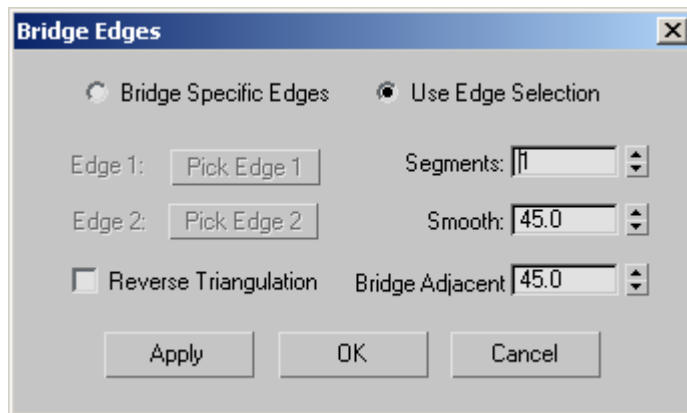 Bridge Edges
Bridge Specific Edges Use Edge Selection
Edge 1: Pick Edge 1 Segments: 1
Edge 2: Pick Edge 2 Smooth: 45.0
Reverse Triangulation Bridge Adjacent 45.0
Apply OK Cancel